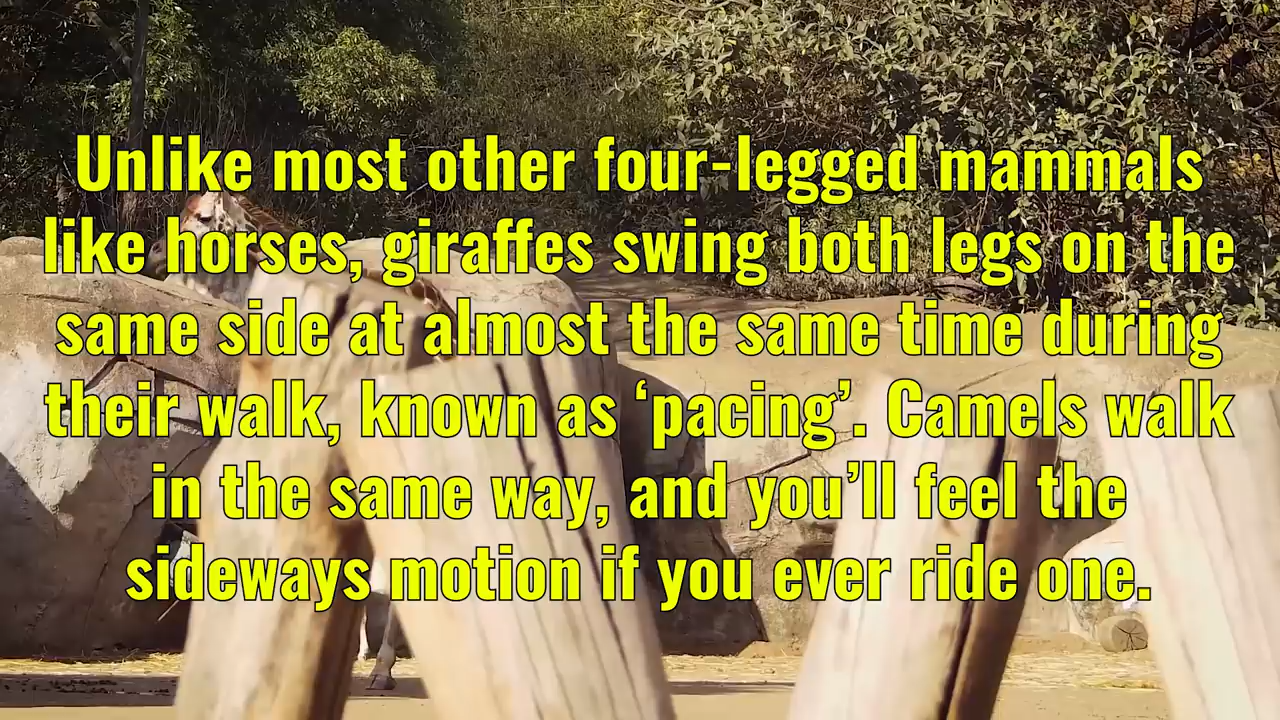 Unlike most other four-legged mammals
like horses, giraffes swing both legs on the
same side at almost the same time during
their walk, known as ‘pacing’. Camels walk
in the same way, and you’ll feel the
sideways motion if you ever ride one.